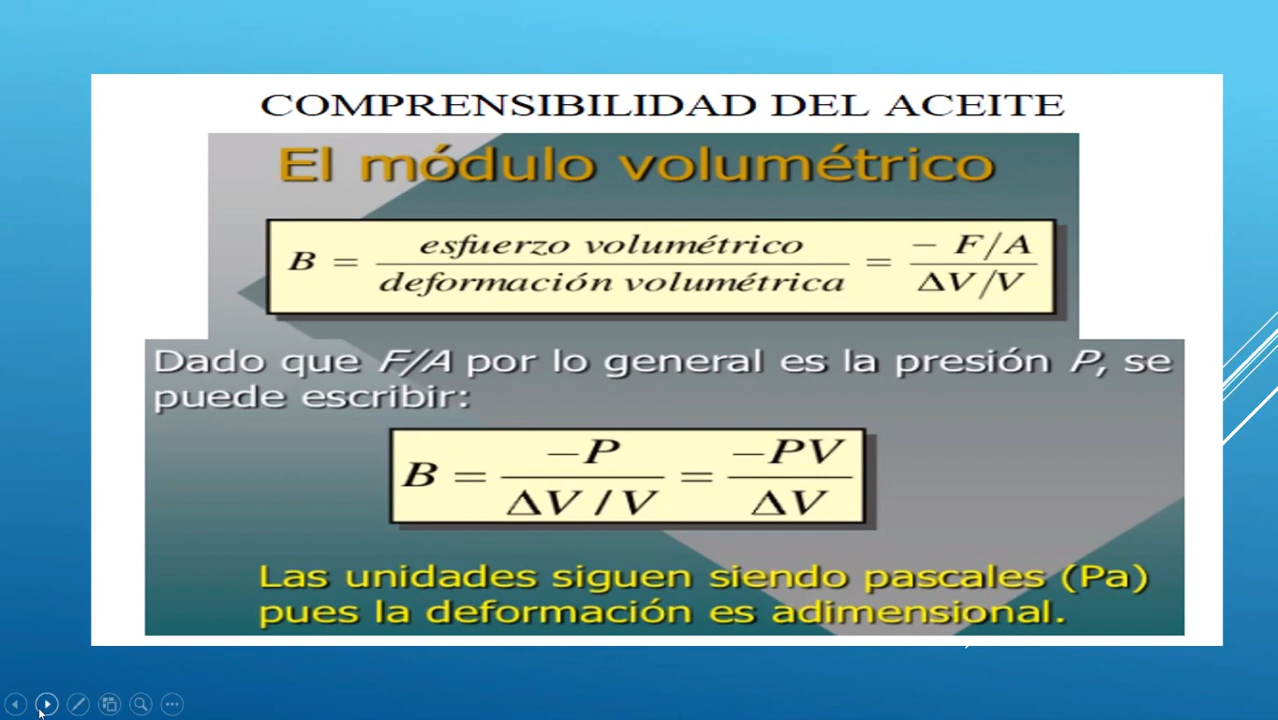 COMPRENSIBILIDAD DEL ACEITE
El módulo volumétrico
B = esfuerzo volumétrico / deformación volumétrica = − F/A / ΔV/V
Dado que F/A por lo general es la presión P, se
puede escribir:
B = −P / ΔV / V = −PV / ΔV
Las unidades siguen siendo pascales (Pa)
pues la deformación es adimensional.